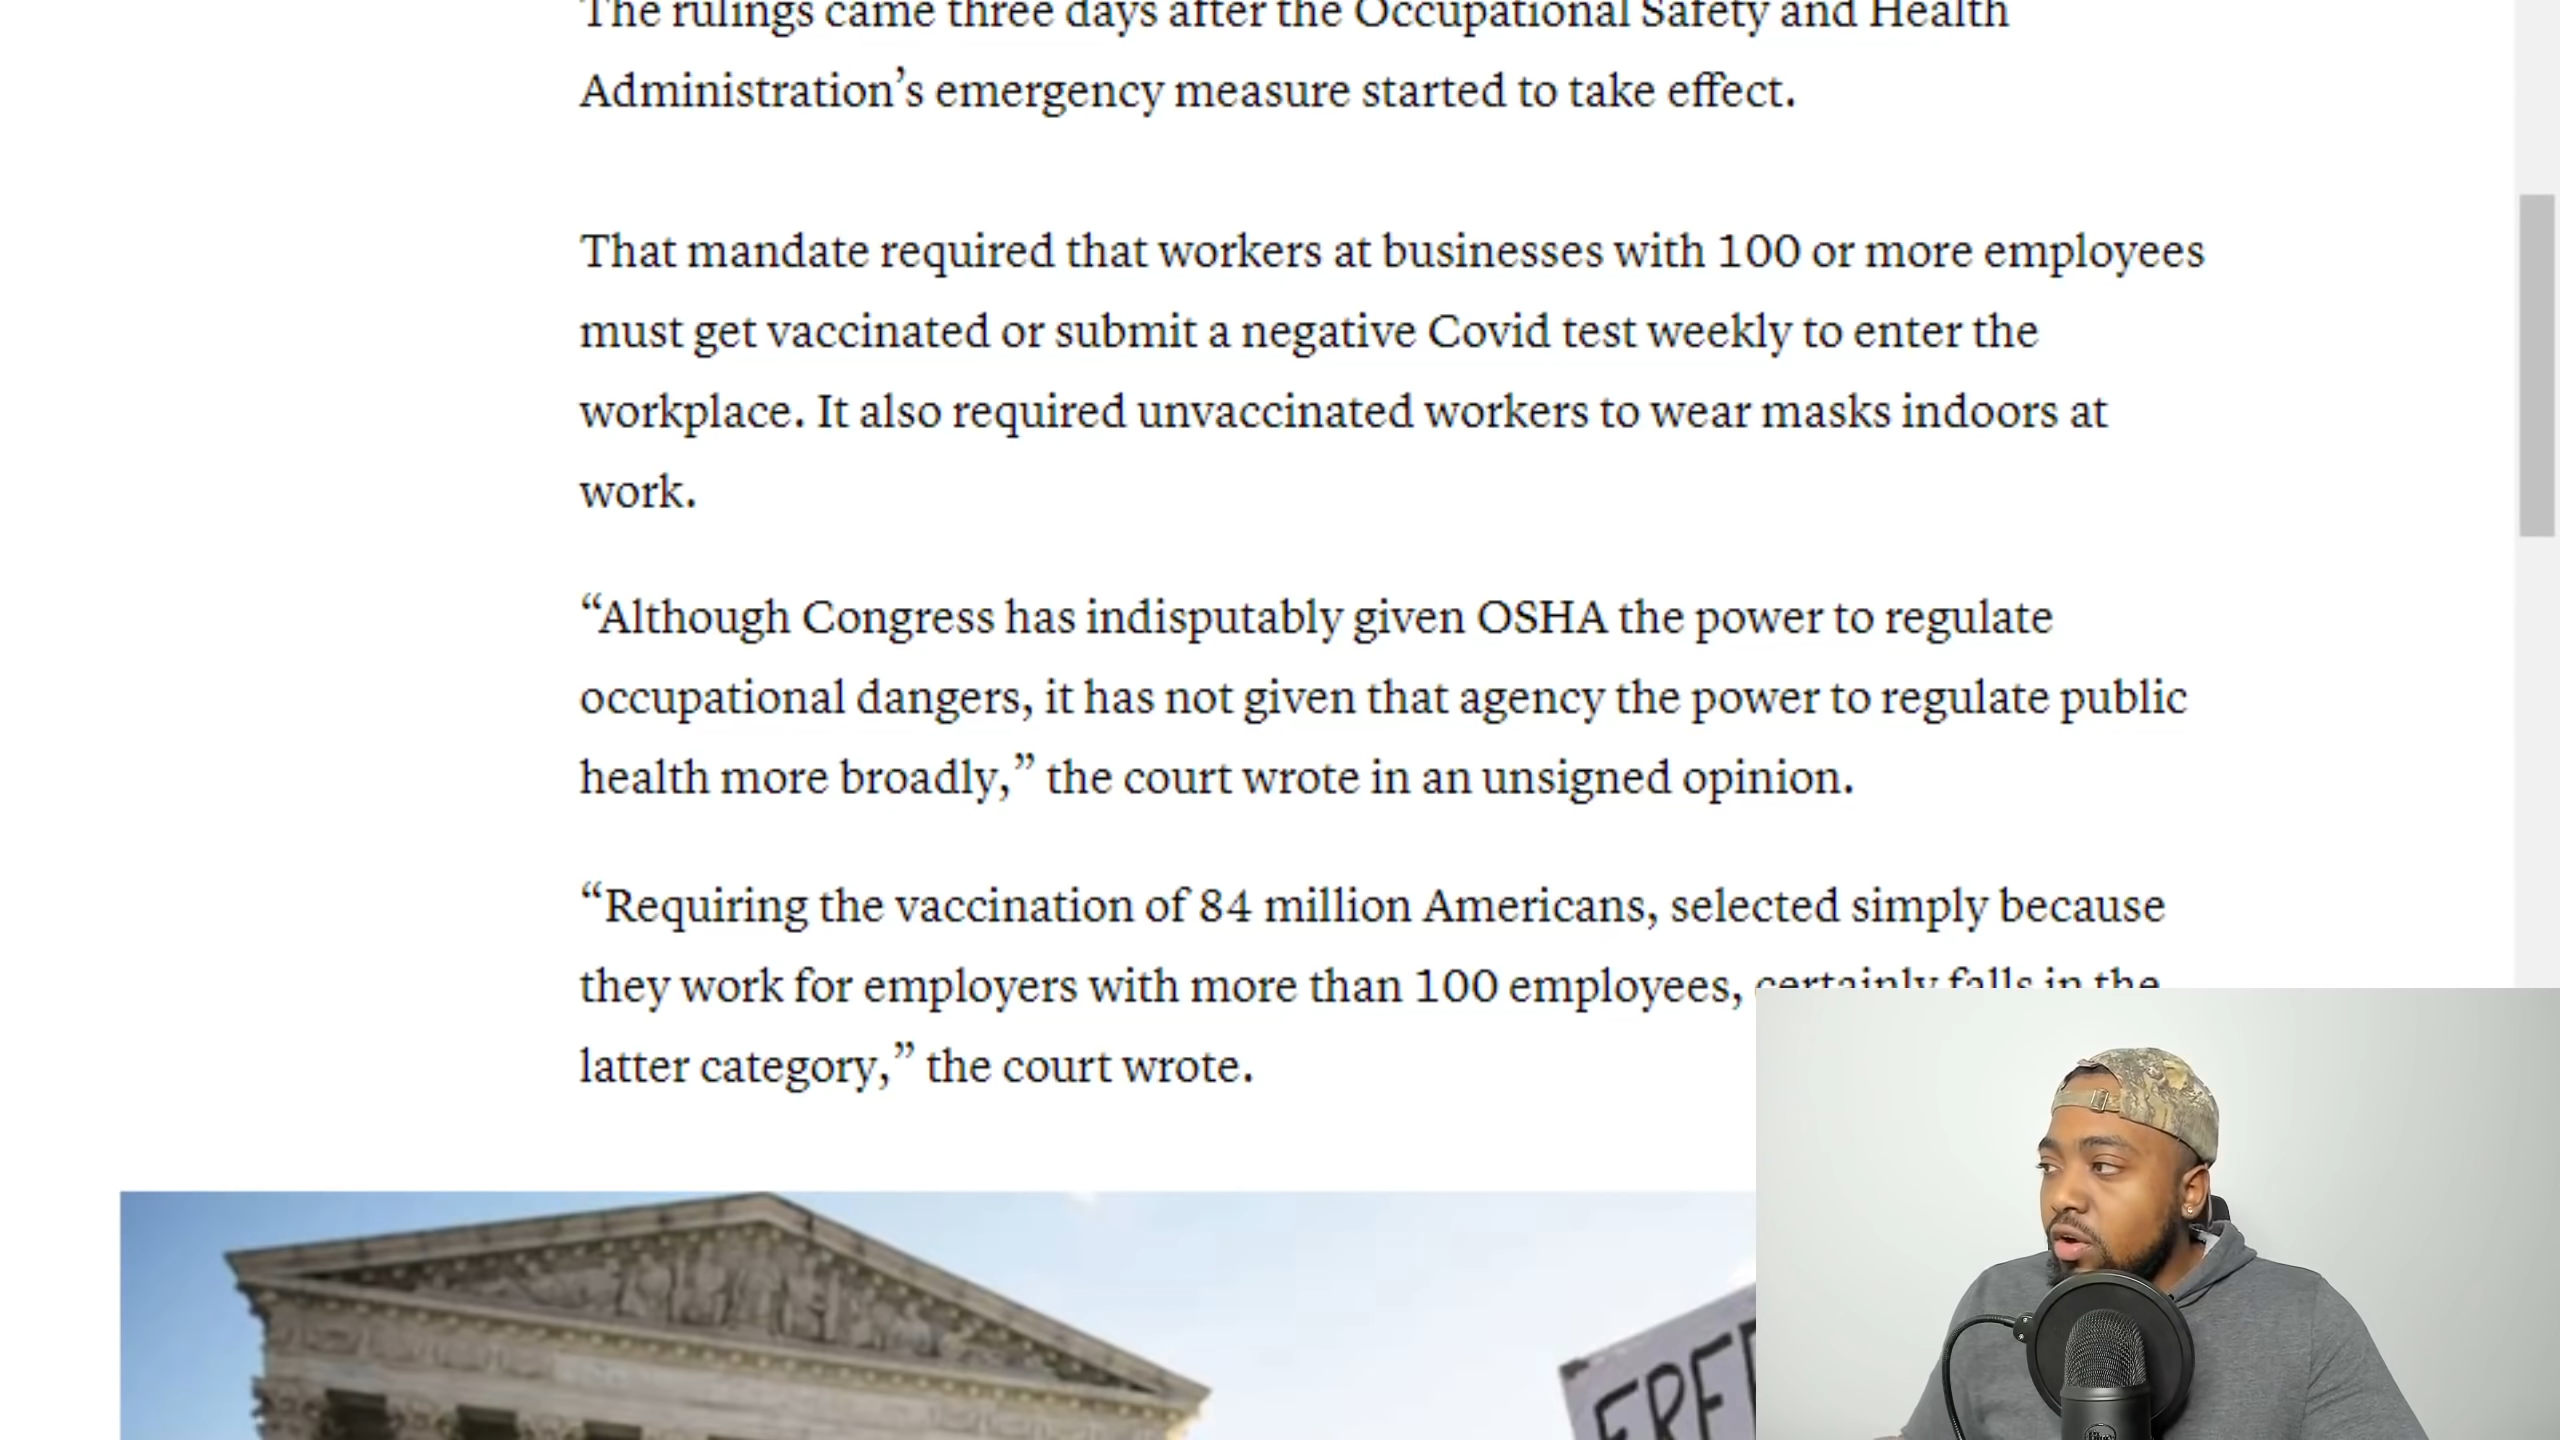 The rulings came three days after the Occupational Safety and Health
Administration’s emergency measure started to take effect.
That mandate required that workers at businesses with 100 or more employees
must get vaccinated or submit a negative Covid test weekly to enter the
workplace. It also required unvaccinated workers to wear masks indoors at
work.
“Although Congress has indisputably given OSHA the power to regulate
occupational dangers, it has not given that agency the power to regulate public
health more broadly,” the court wrote in an unsigned opinion.
“Requiring the vaccination of 84 million Americans, selected simply because
they work for employers with more than 100 employees, certainly falls in the
latter category,” the court wrote.
FREE